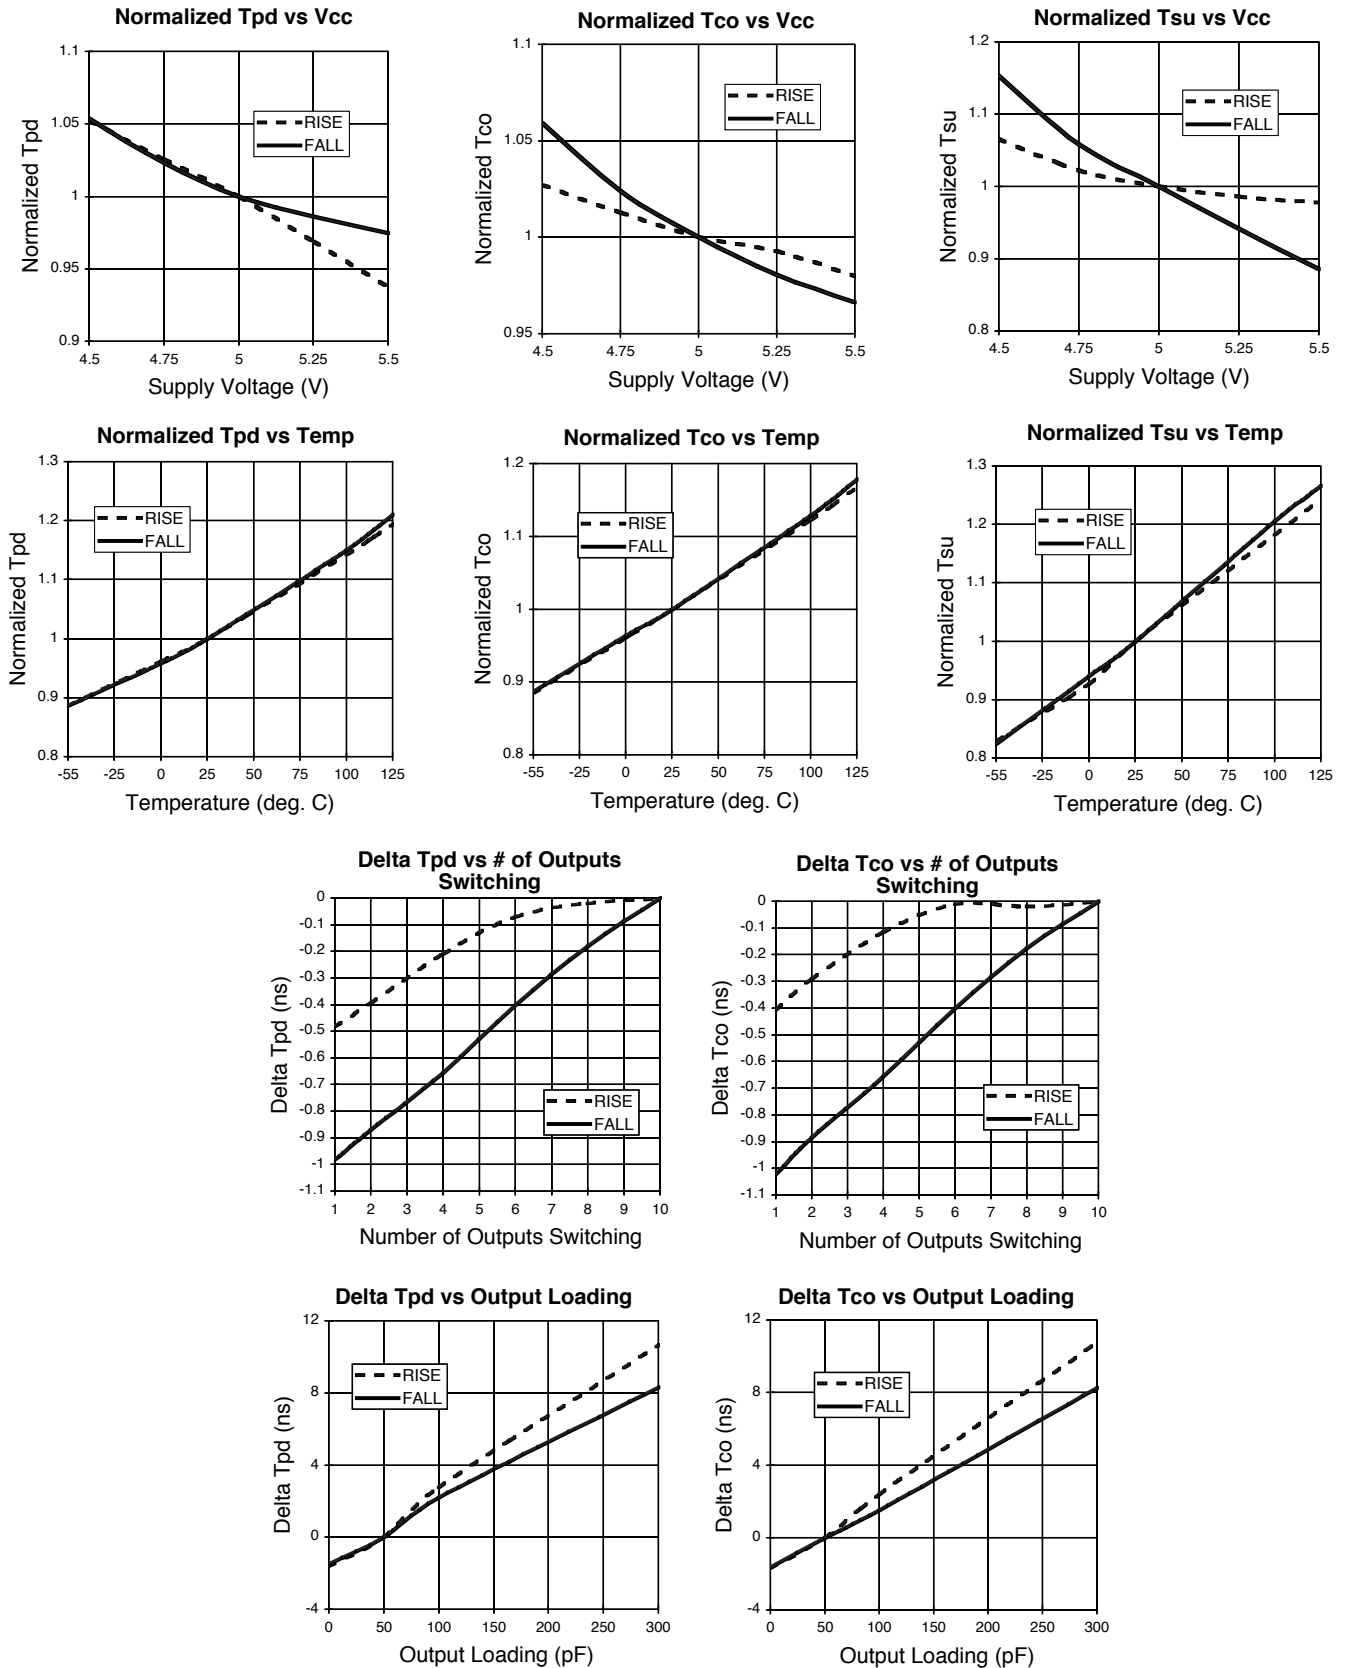 Normalized Tpd vs Vcc
Normalized Tpd
1.1
1.05
1
0.95
0.9
RISE
FALL
4.5 4.75 5 5.25 5.5
Supply Voltage (V)
Normalized Tco vs Vcc
Normalized Tco
1.1
1.05
1
0.95
RISE
FALL
4.5 4.75 5 5.25 5.5
Supply Voltage (V)
Normalized Tsu vs Vcc
Normalized Tsu
1.2
1.1
1
0.9
0.8
RISE
FALL
4.5 4.75 5 5.25 5.5
Supply Voltage (V)
Normalized Tpd vs Temp
Normalized Tpd
1.3
1.2
1.1
1
0.9
0.8
RISE
FALL
-55 -25 0 25 50 75 100 125
Temperature (deg. C)
Normalized Tco vs Temp
Normalized Tco
1.2
1.1
1
0.9
0.8
RISE
FALL
-55 -25 0 25 50 75 100 125
Temperature (deg. C)
Normalized Tsu vs Temp
Normalized Tsu
1.3
1.2
1.1
1
0.9
0.8
RISE
FALL
-55 -25 0 25 50 75 100 125
Temperature (deg. C)
Delta Tpd vs # of Outputs
Switching
Delta Tpd (ns)
0
-0.1
-0.2
-0.3
-0.4
-0.5
-0.6
-0.7
-0.8
-0.9
-1
-1.1
RISE
FALL
1 2 3 4 5 6 7 8 9 10
Number of Outputs Switching
Delta Tco vs # of Outputs
Switching
Delta Tco (ns)
0
-0.1
-0.2
-0.3
-0.4
-0.5
-0.6
-0.7
-0.8
-0.9
-1
-1.1
RISE
FALL
1 2 3 4 5 6 7 8 9 10
Number of Outputs Switching
Delta Tpd vs Output Loading
Delta Tpd (ns)
12
8
4
0
-4
RISE
FALL
0 50 100 150 200 250 300
Output Loading (pF)
Delta Tco vs Output Loading
Delta Tco (ns)
12
8
4
0
-4
RISE
FALL
0 50 100 150 200 250 300
Output Loading (pF)